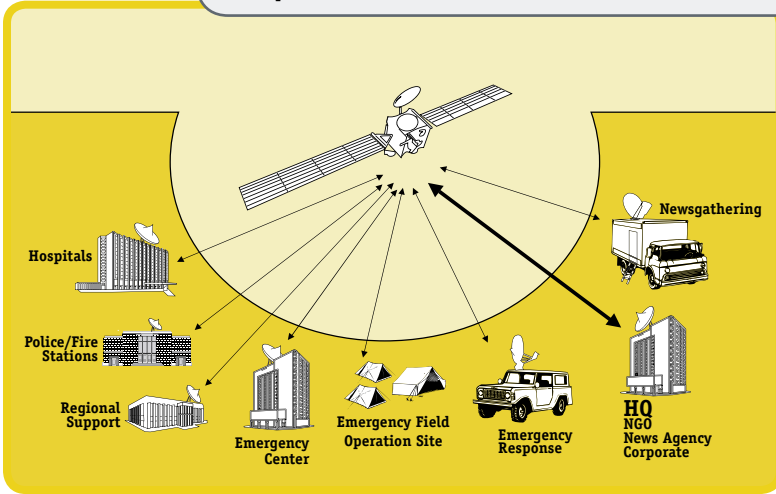 Newsgathering
Hospitals
Police/Fire
Stations
Regional
Support
Emergency
Center
Emergency Field
Operation Site
Emergency
Response
HQ
NGO
News Agency
Corporate